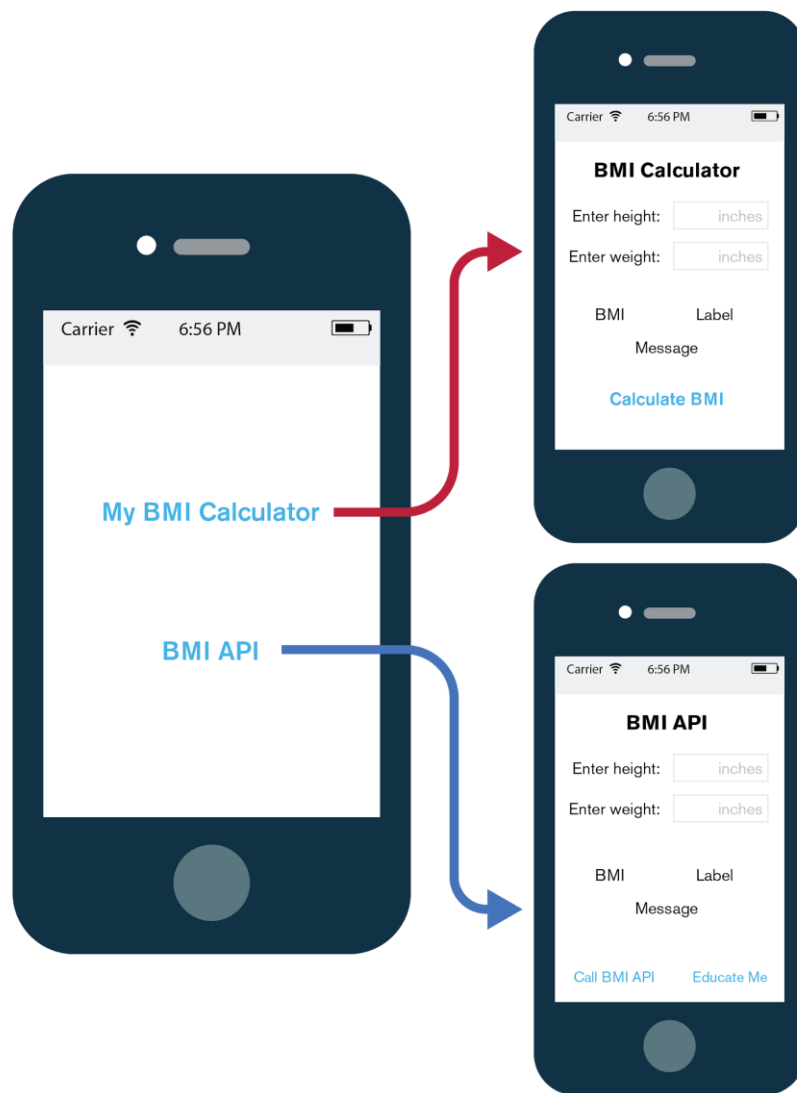 Carrier 6:56 PM
My BMI Calculator
BMI API
Carrier 6:56 PM
BMI Calculator
Enter height: inches
Enter weight: inches
BMI Label
Message
Calculate BMI
Carrier 6:56 PM
BMI API
Enter height: inches
Enter weight: inches
BMI Label
Message
Call BMI API Educate Me